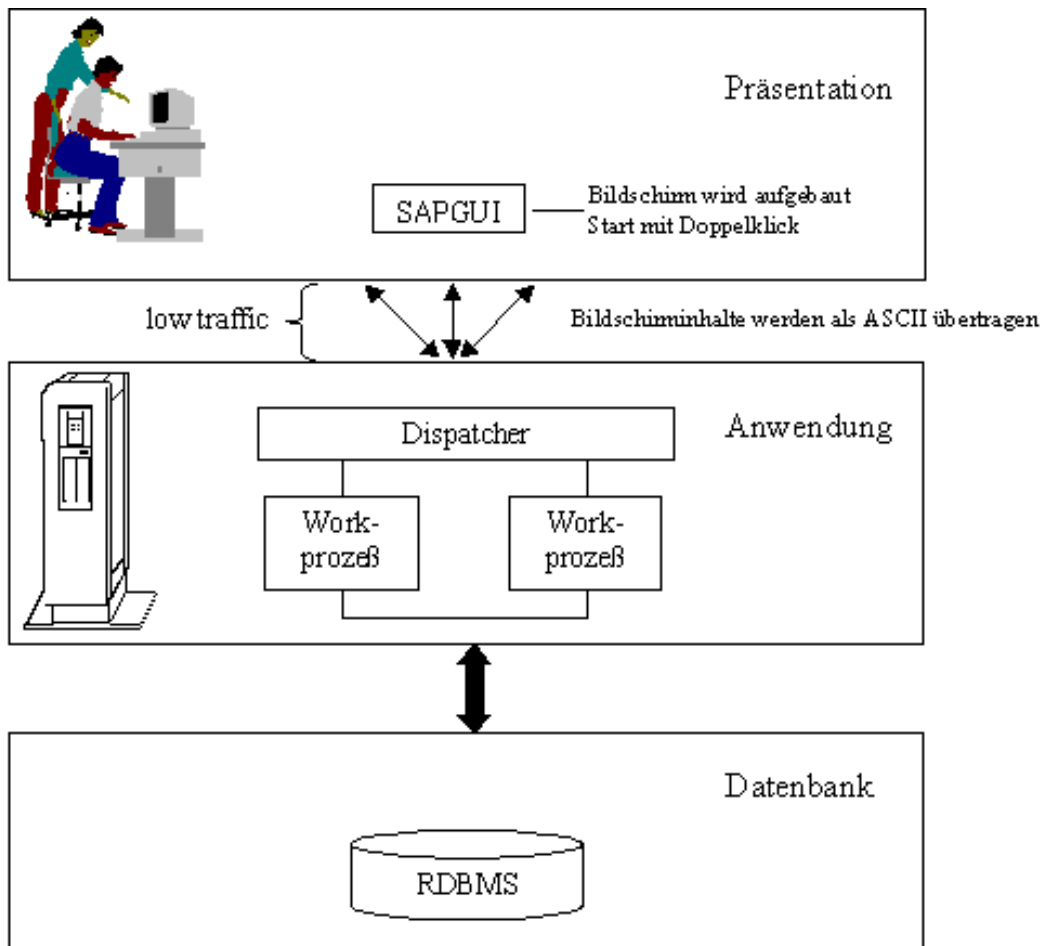 Präsentation
SAPGUI
Bildschirm wird aufgebaut
Start mit Doppelklick
low traffic
Bildschirminhalte werden als ASCII übertragen
Anwendung
Dispatcher
Work-
prozeß
Work-
prozeß
Datenbank
RDBMS